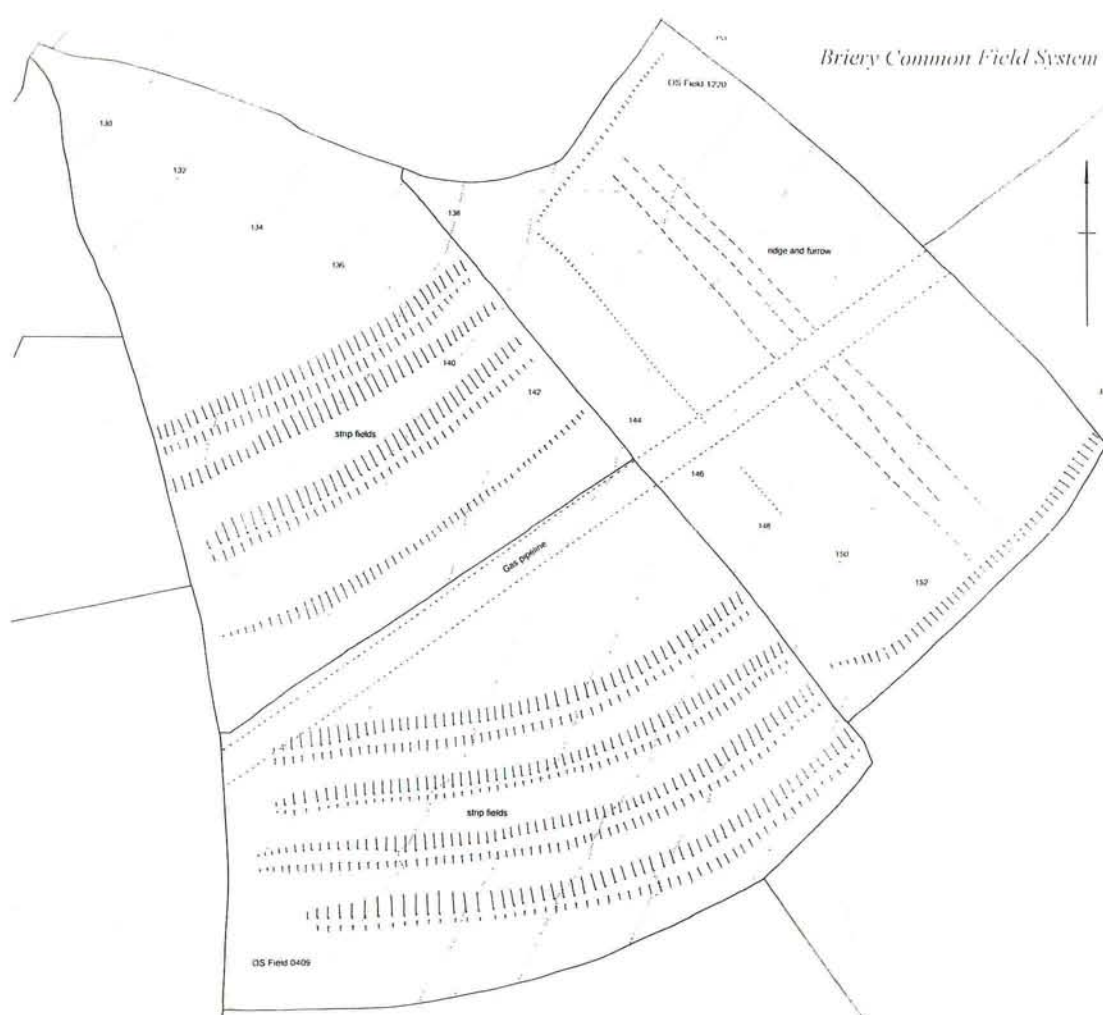 Briery Common Field System
OS Field 1220
130
132
138
134
136
ridge and furrow
140
142
144
strip fields
146
148
Gas pipeline
150
152
strip fields
OS Field 0409